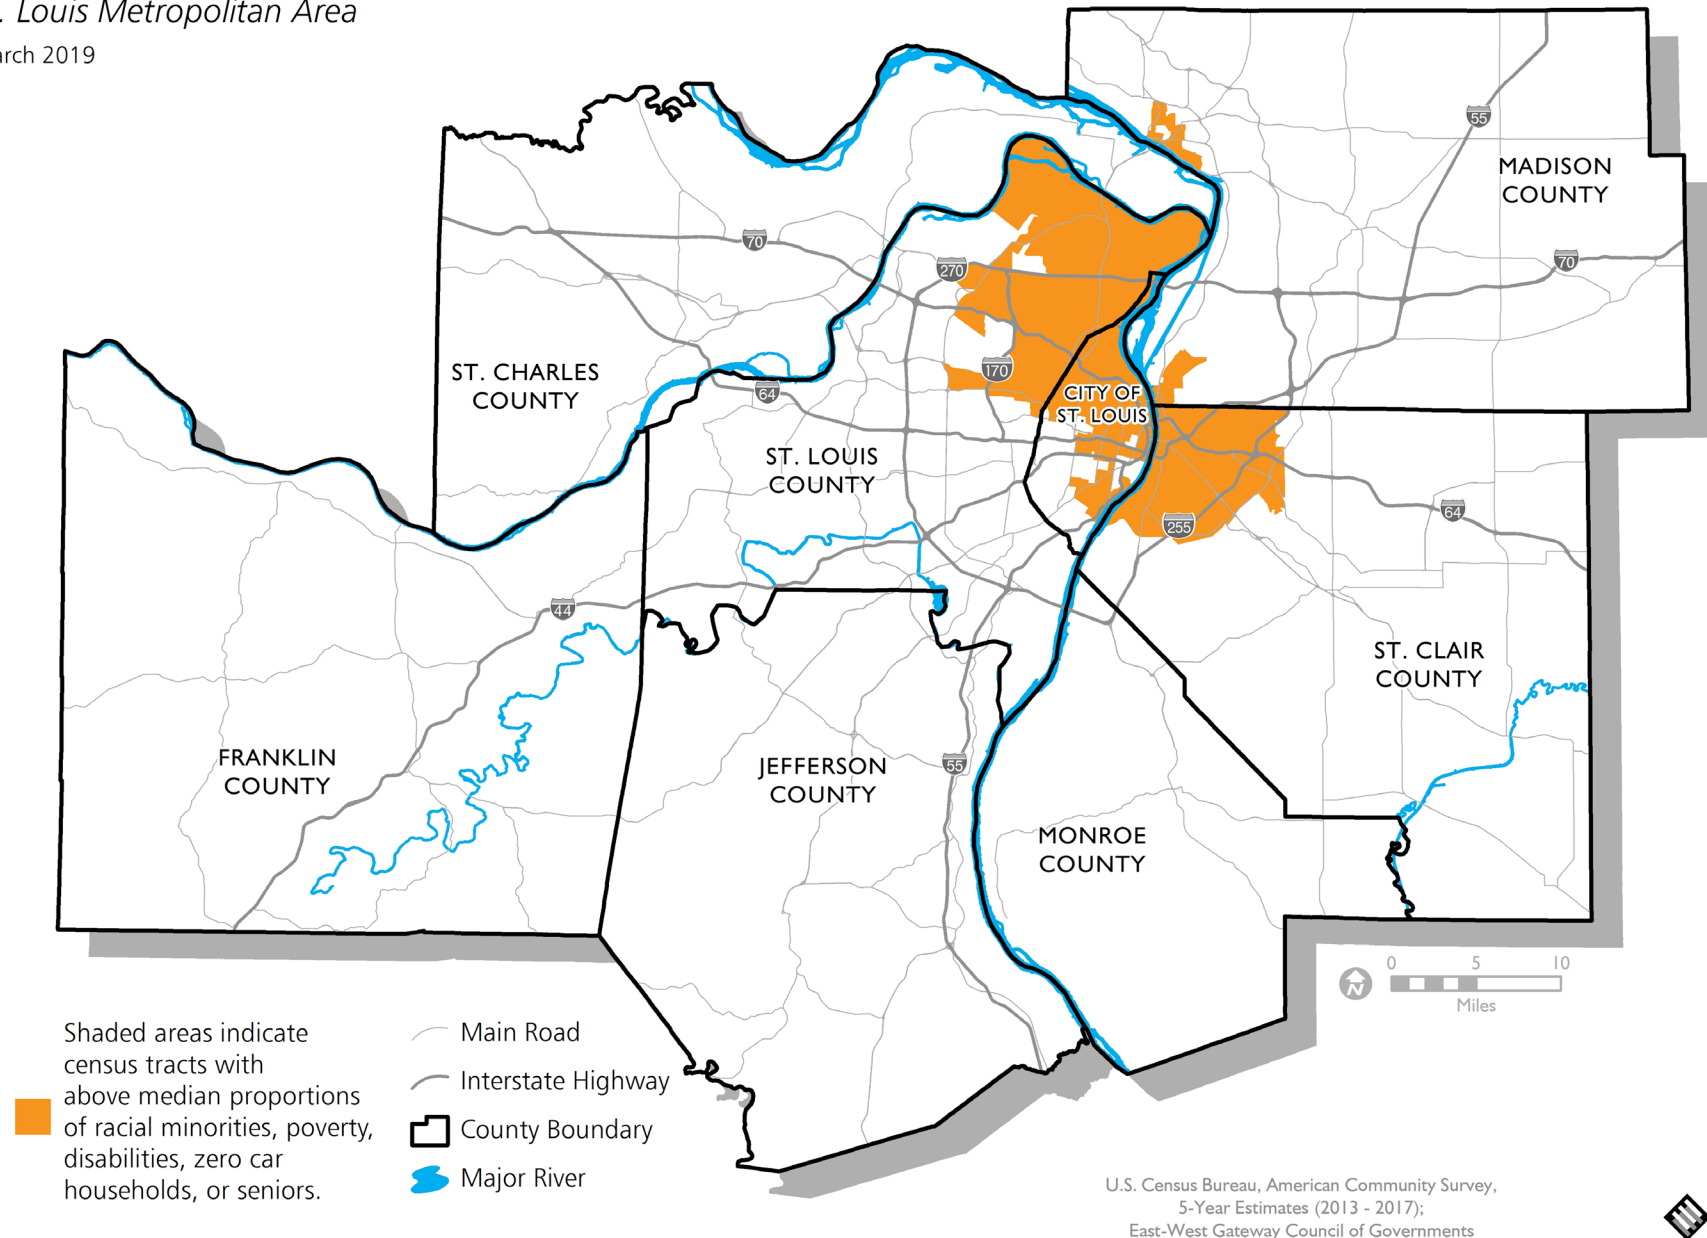 . Louis Metropolitan Area
arch 2019
MADISON
COUNTY
55
70
70
270
ST. CHARLES
COUNTY
64
170
CITY OF
ST. LOUIS
ST. LOUIS
COUNTY
64
255
44
ST. CLAIR
COUNTY
FRANKLIN
COUNTY
JEFFERSON
COUNTY
55
MONROE
COUNTY
0 5 10
N
Miles
Shaded areas indicate
census tracts with
above median proportions
of racial minorities, poverty,
disabilities, zero car
households, or seniors.
Main Road
Interstate Highway
County Boundary
Major River
U.S. Census Bureau, American Community Survey,
5-Year Estimates (2013 - 2017);
East-West Gateway Council of Governments